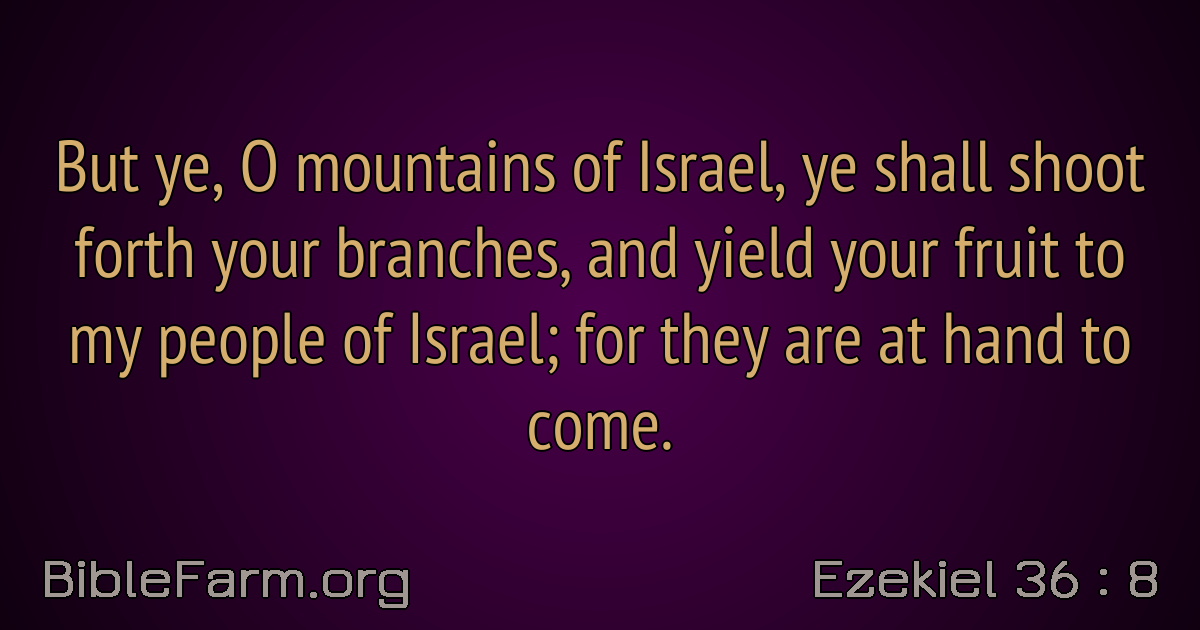 But ye, O mountains of Israel, ye shall shoot
forth your branches, and yield your fruit to
my people of Israel; for they are at hand to
come.
BibleFarm.org
Ezekiel 36 : 8